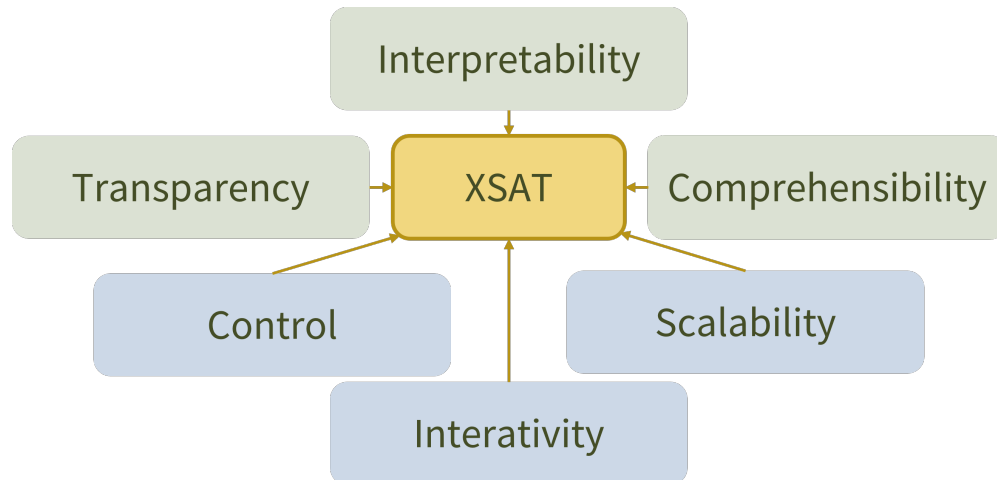 Interpretability
Transparency
XSAT
Comprehensibility
Control
Scalability
Interativity